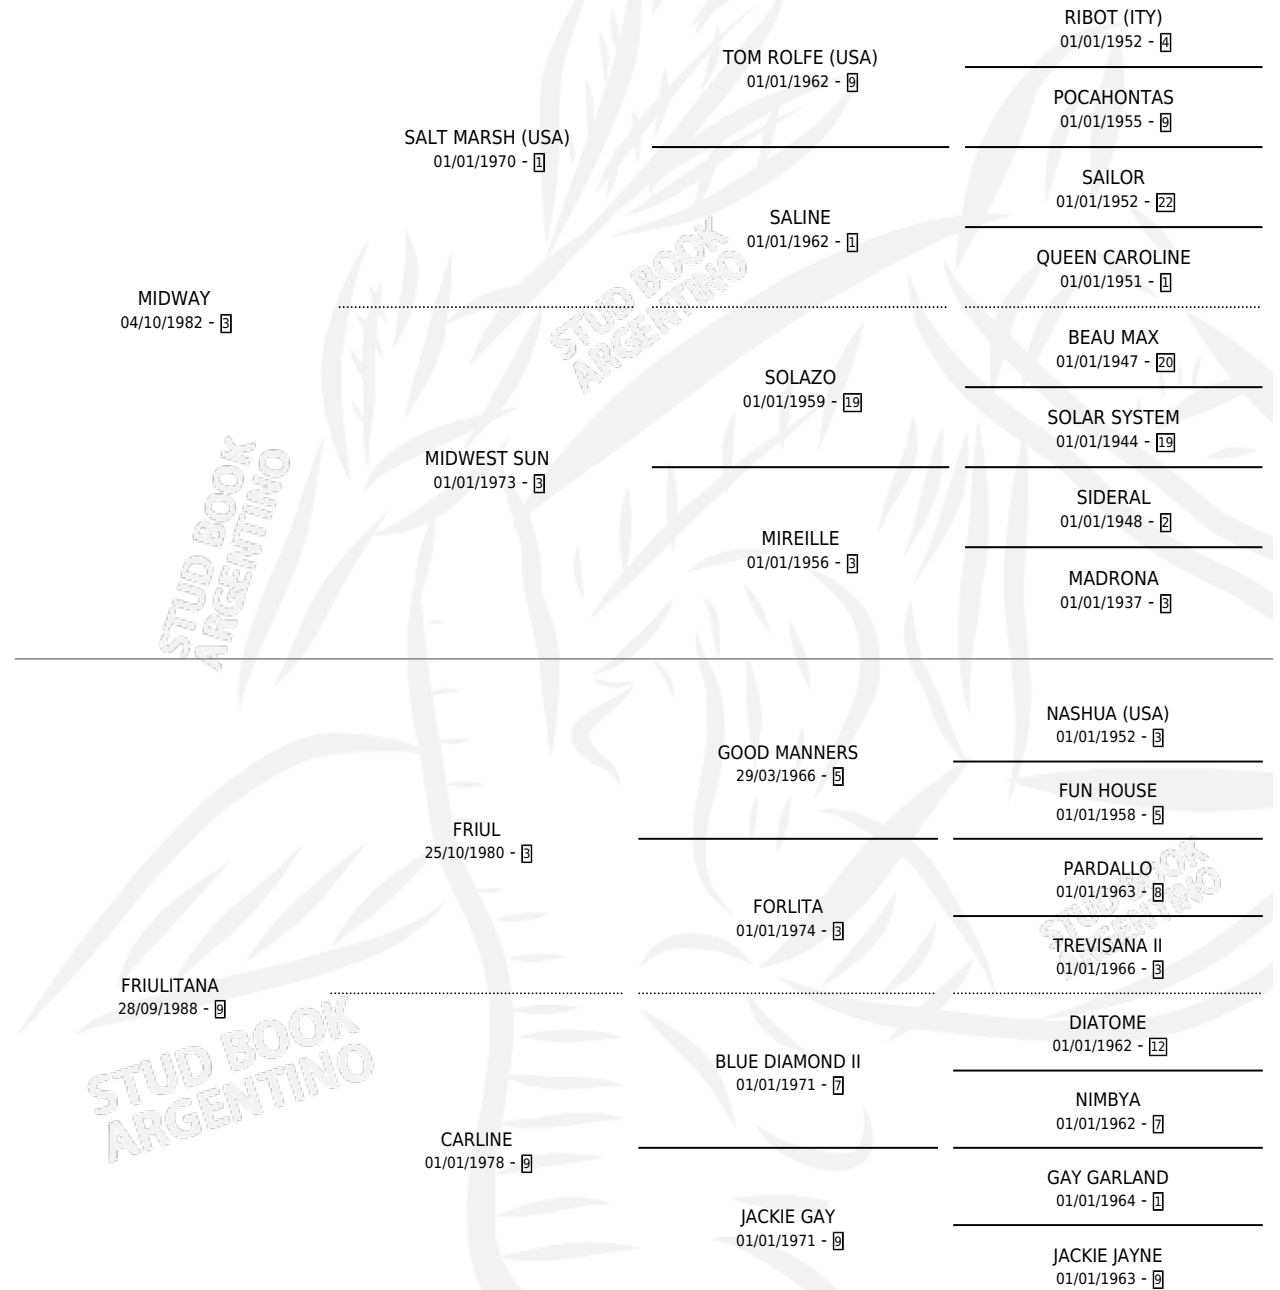 RIBOT (ITY)
01/01/1952 - 4
TOM ROLFE (USA)
01/01/1962 - 9
POCAHONTAS
01/01/1955 - 9
SALT MARSH (USA)
01/01/1970 - 1
SAILOR
01/01/1952 - 22
SALINE
01/01/1962 - 1
QUEEN CAROLINE
01/01/1951 - 1
MIDWAY
04/10/1982 - 3
BEAU MAX
01/01/1947 - 20
SOLAZO
01/01/1959 - 19
SOLAR SYSTEM
01/01/1944 - 19
MIDWEST SUN
01/01/1973 - 3
SIDERAL
01/01/1948 - 2
MIREILLE
01/01/1956 - 3
MADRONA
01/01/1937 - 3
NASHUA (USA)
01/01/1952 - 3
GOOD MANNERS
29/03/1966 - 5
FUN HOUSE
01/01/1958 - 5
FRIUL
25/10/1980 - 3
PARDALLO
01/01/1963 - 8
FORLITA
01/01/1974 - 3
TREVISANA II
01/01/1966 - 3
FRIULITANA
28/09/1988 - 9
DIATOME
01/01/1962 - 12
BLUE DIAMOND II
01/01/1971 - 7
NIMBYA
01/01/1962 - 7
CARLINE
01/01/1978 - 9
GAY GARLAND
01/01/1964 - 1
JACKIE GAY
01/01/1971 - 9
JACKIE JAYNE
01/01/1963 - 9
STUD BOOK
ARGENTINO
STUD BOOK
ARGENTINO
STUD BOOK
ARGENTINO
STUD BOOK
ARGENTINO